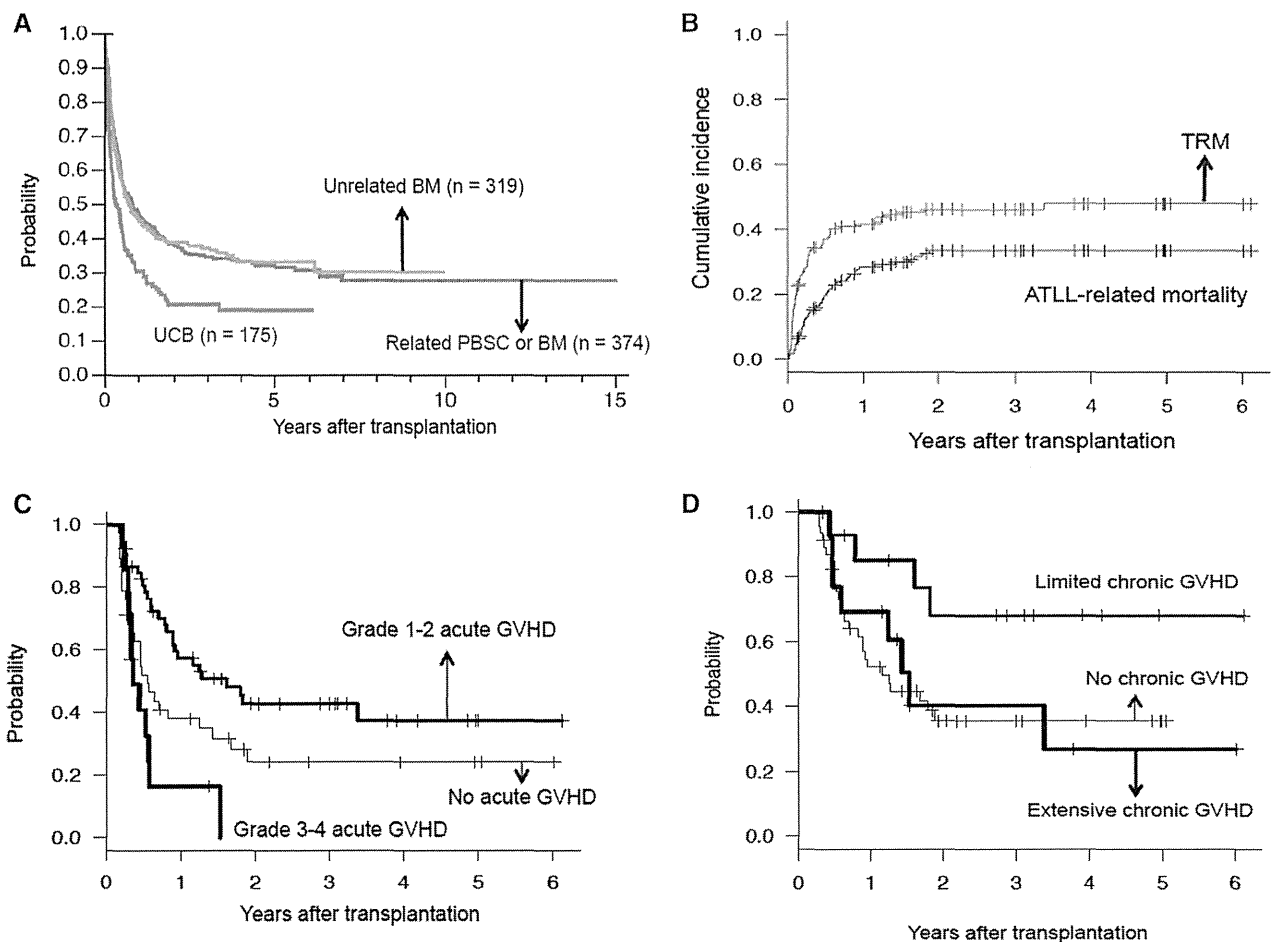 A
1.0
0.9
0.8
0.7
0.6
0.5
0.4
0.3
0.2
0.1
0.0
Probability
Unrelated BM (n = 319)
UCB (n = 175)
Related PBSC or BM (n = 374)
0 5 10 15
Years after transplantation
B
1.0
0.8
0.6
0.4
0.2
0.0
Cumulative incidence
TRM
ATLL-related mortality
0 1 2 3 4 5 6
Years after transplantation
C
1.0
0.8
0.6
0.4
0.2
0.0
Probability
Grade 1-2 acute GVHD
No acute GVHD
Grade 3-4 acute GVHD
0 1 2 3 4 5 6
Years after transplantation
D
1.0
0.8
0.6
0.4
0.2
0.0
Probability
Limited chronic GVHD
No chronic GVHD
Extensive chronic GVHD
0 1 2 3 4 5 6
Years after transplantation